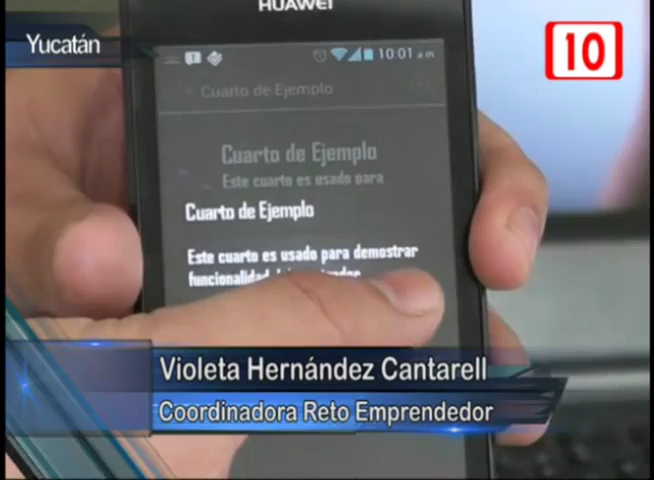 HUAWEI
Yucatán
10
10:01 a.m
Cuarto de Ejemplo
Cuarto de Ejemplo
Este cuarto es usado para
Cuarto de Ejemplo
Este cuarto es usado para demostrar
funcionalidad
Violeta Hernández Cantarell
Coordinadora Reto Emprendedor